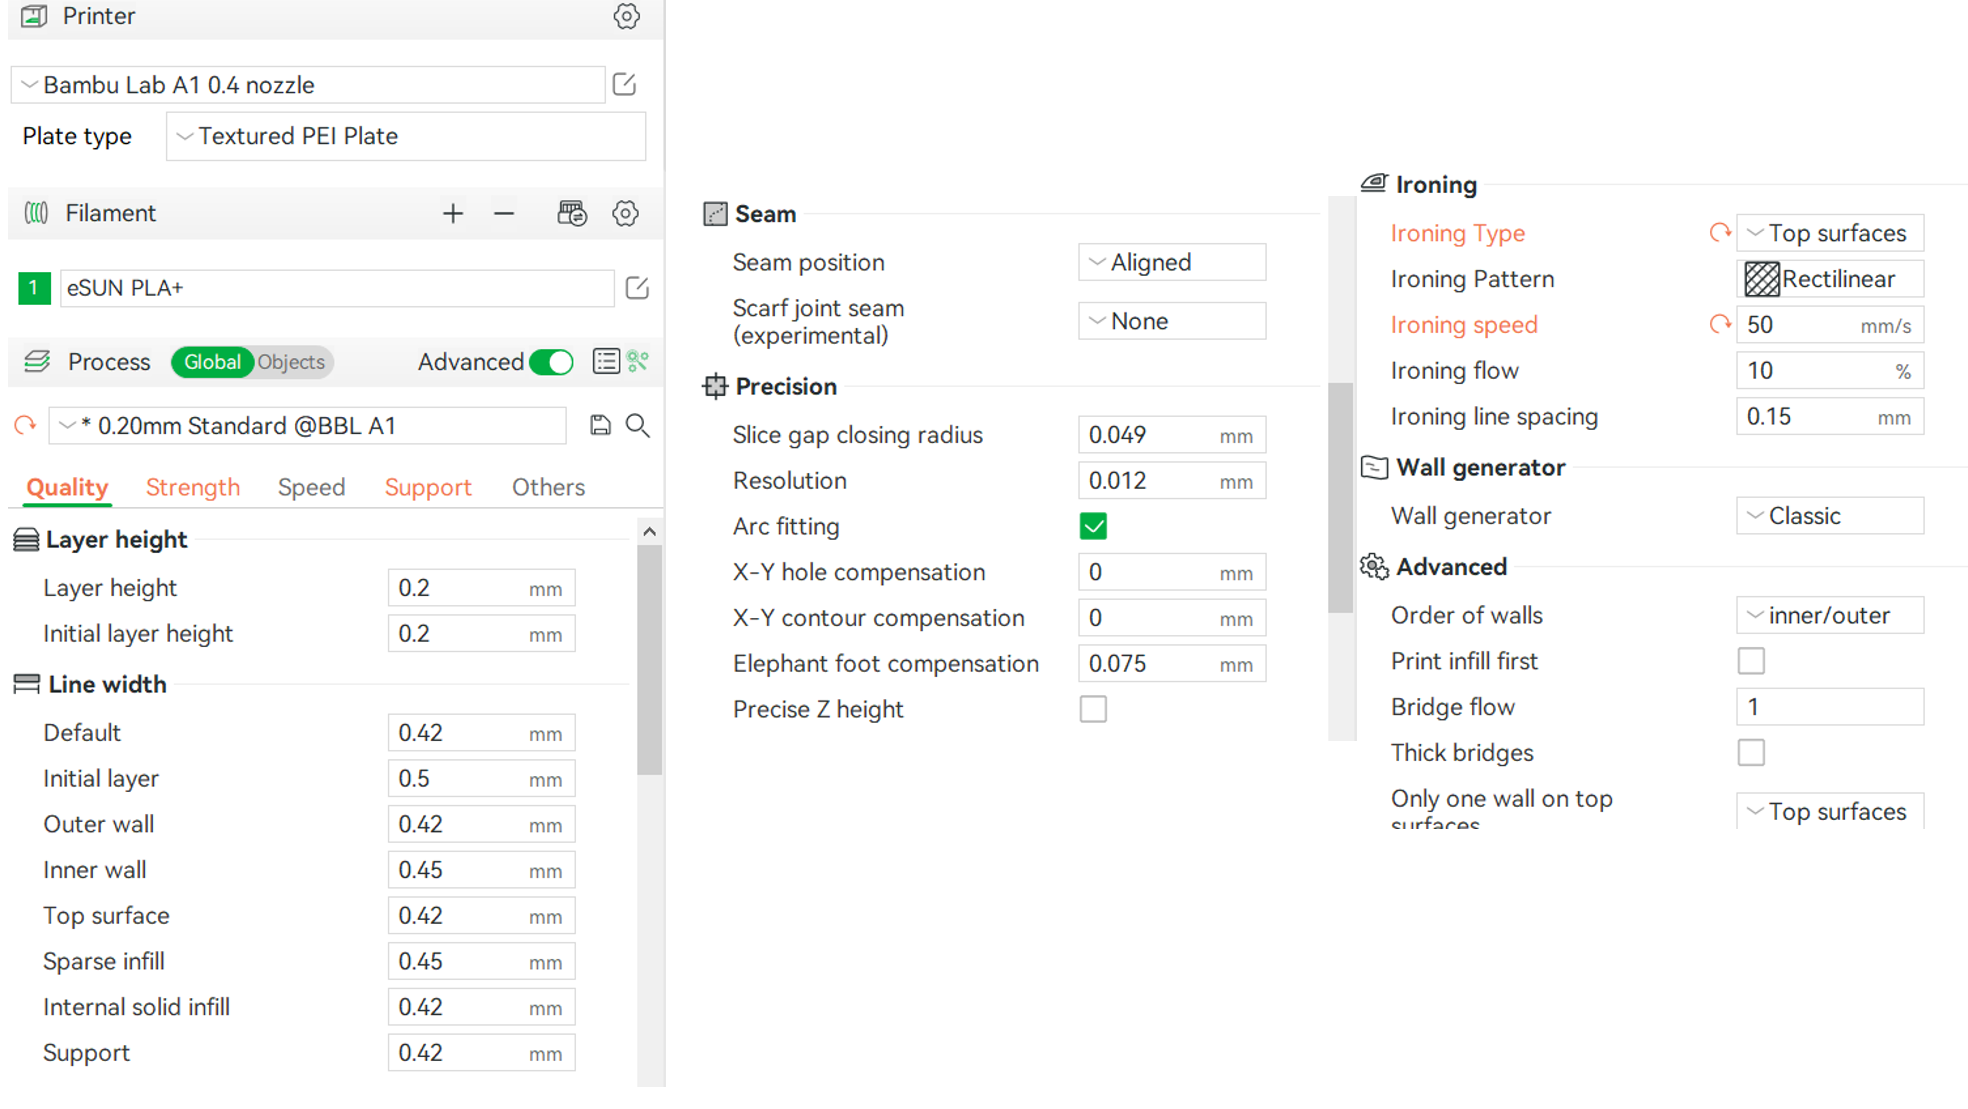 Printer
Bambu Lab A1 0.4 nozzle
Plate type Textured PEI Plate
Filament
1 eSUN PLA+
Process Global Objects Advanced
* 0.20mm Standard @BBL A1
Quality Strength Speed Support Others
Layer height
Layer height 0.2 mm
Initial layer height 0.2 mm
Line width
Default 0.42 mm
Initial layer 0.5 mm
Outer wall 0.42 mm
Inner wall 0.45 mm
Top surface 0.42 mm
Sparse infill 0.45 mm
Internal solid infill 0.42 mm
Support 0.42 mm
Seam
Seam position Aligned
Scarf joint seam
(experimental) None
Precision
Slice gap closing radius 0.049 mm
Resolution 0.012 mm
Arc fitting
X-Y hole compensation 0 mm
X-Y contour compensation 0 mm
Elephant foot compensation 0.075 mm
Precise Z height
Ironing
Ironing Type Top surfaces
Ironing Pattern Rectilinear
Ironing speed 50 mm/s
Ironing flow 10 %
Ironing line spacing 0.15 mm
Wall generator
Wall generator Classic
Advanced
Order of walls inner/outer
Print infill first
Bridge flow 1
Thick bridges
Only one wall on top
surfaces Top surfaces